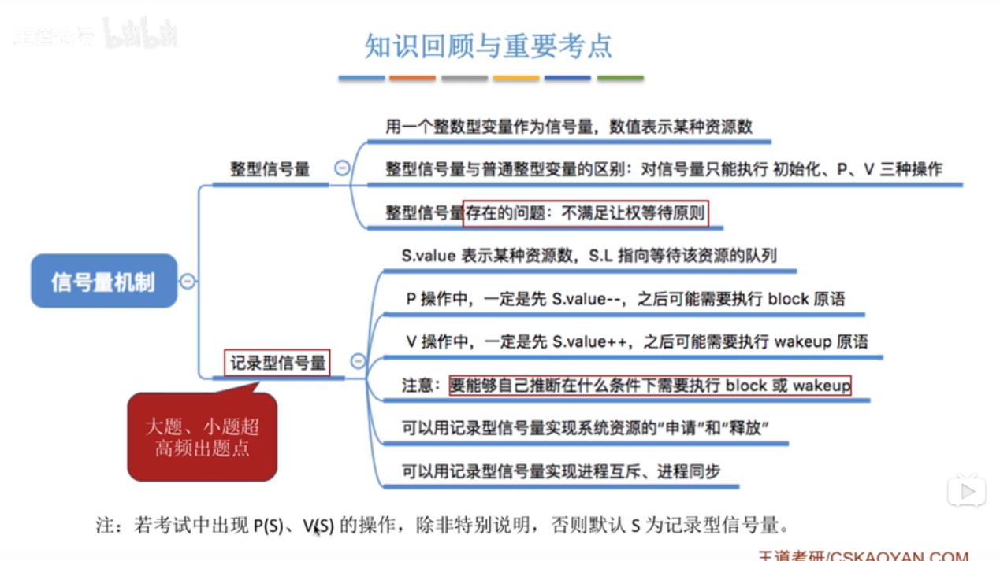 王道论坛 bilibili
知识回顾与重要考点
用一个整数型变量作为信号量，数值表示某种资源数
整型信号量
整型信号量与普通整型变量的区别：对信号量只能执行 初始化、P、V 三种操作
整型信号量存在的问题：不满足让权等待原则
信号量机制
S.value 表示某种资源数，S.L 指向等待该资源的队列
P 操作中，一定是先 S.value--，之后可能需要执行 block 原语
V 操作中，一定是先 S.value++，之后可能需要执行 wakeup 原语
记录型信号量
注意：要能够自己推断在什么条件下需要执行 block 或 wakeup
可以用记录型信号量实现系统资源的“申请”和“释放”
可以用记录型信号量实现进程互斥、进程同步
大题、小题超
高频出题点
注：若考试中出现 P(S)、V(S) 的操作，除非特别说明，否则默认 S 为记录型信号量。
王道考研/CSKAOYAN.COM